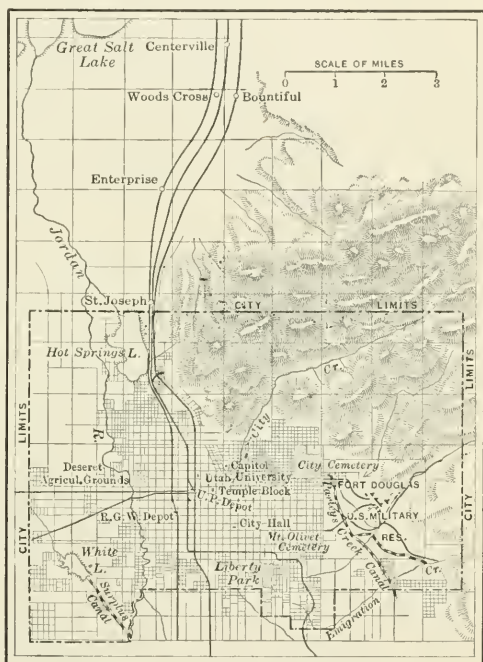 Great Salt
Lake
Centerville
SCALE OF MILES
0 1 2 3
Woods Cross
Bountiful
Enterprise
Jordan
R.
St. Joseph
CITY LIMITS
Hot Springs L.
LIMITS
CITY
LIMITS
CITY
City
Cr.
Deseret
Agricul. Grounds
Capitol
Utah University
Temple Block
U.P. Depot
City Cemetery
FORT DOUGLAS
U.S. MILITARY
RES.
R.G.W. Depot
City Hall
Mt. Olivet
Cemetery
Parleys Creek Canal
Cr.
White
L.
Liberty
Park
Surplus
Canal
Emigration